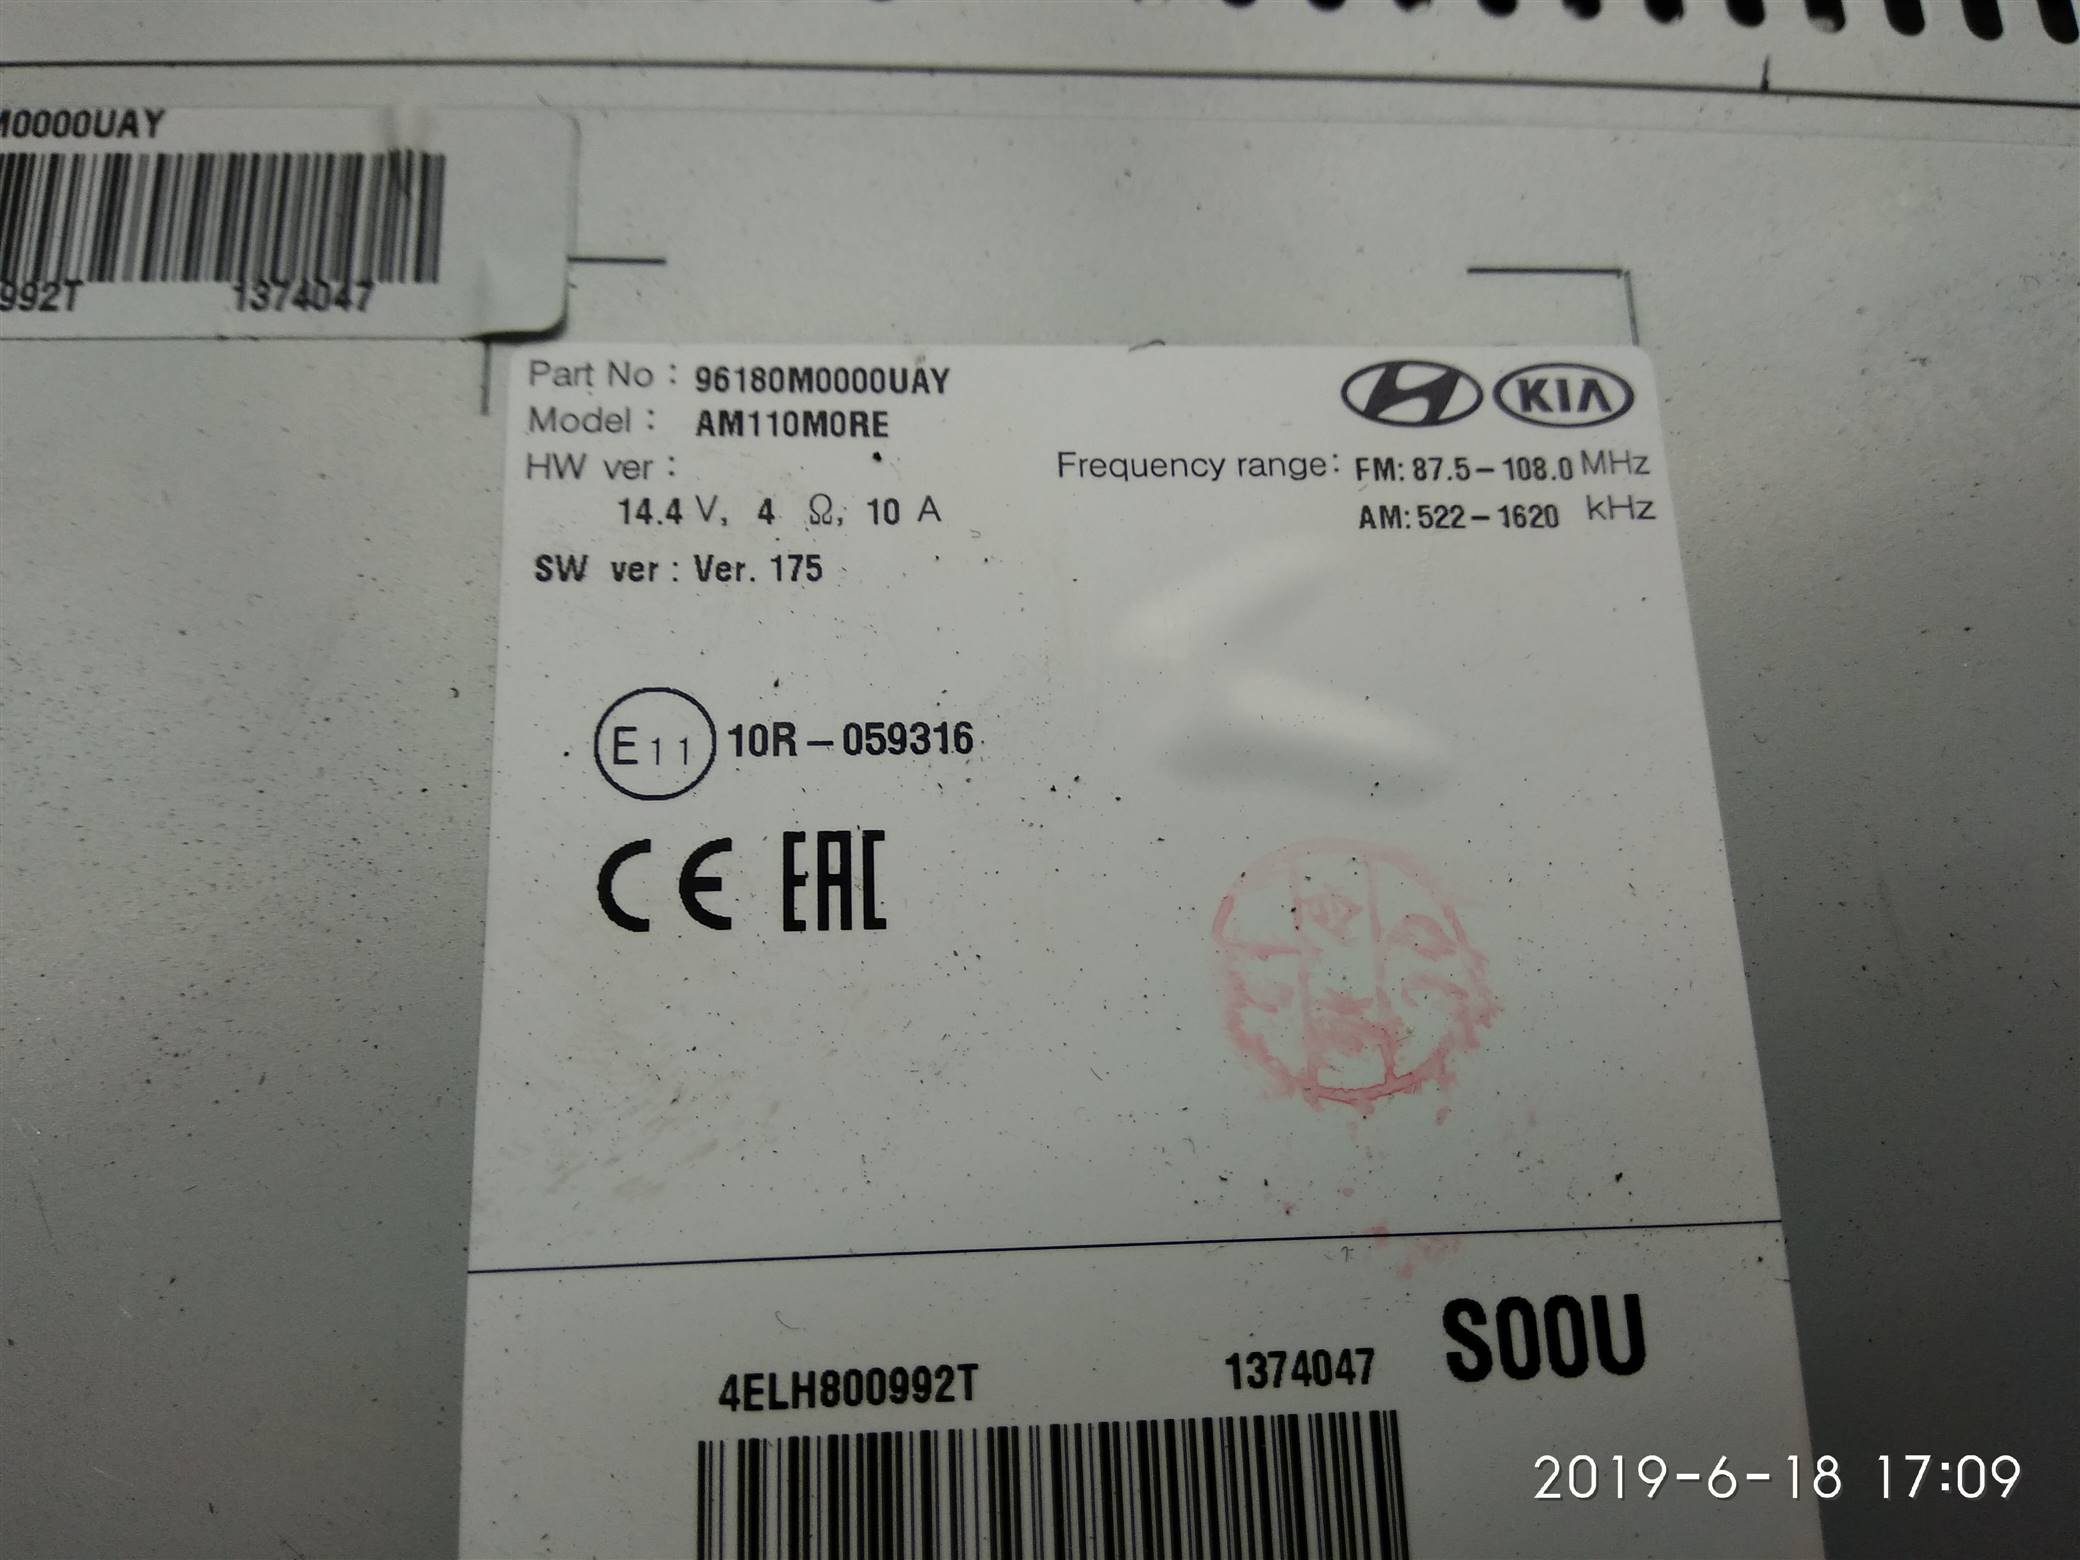 M0000UAY
992T 1374047
Part No : 96180M0000UAY
Model : AM110M0RE
KIA
HW ver :
Frequency range: FM: 87.5-108.0 MHz
14.4 V, 4 Ω, 10 A
AM: 522-1620 kHz
SW ver : Ver. 175
E11 10R-059316
CE EAC
S00U
4ELH800992T 1374047
2019-6-18 17:09